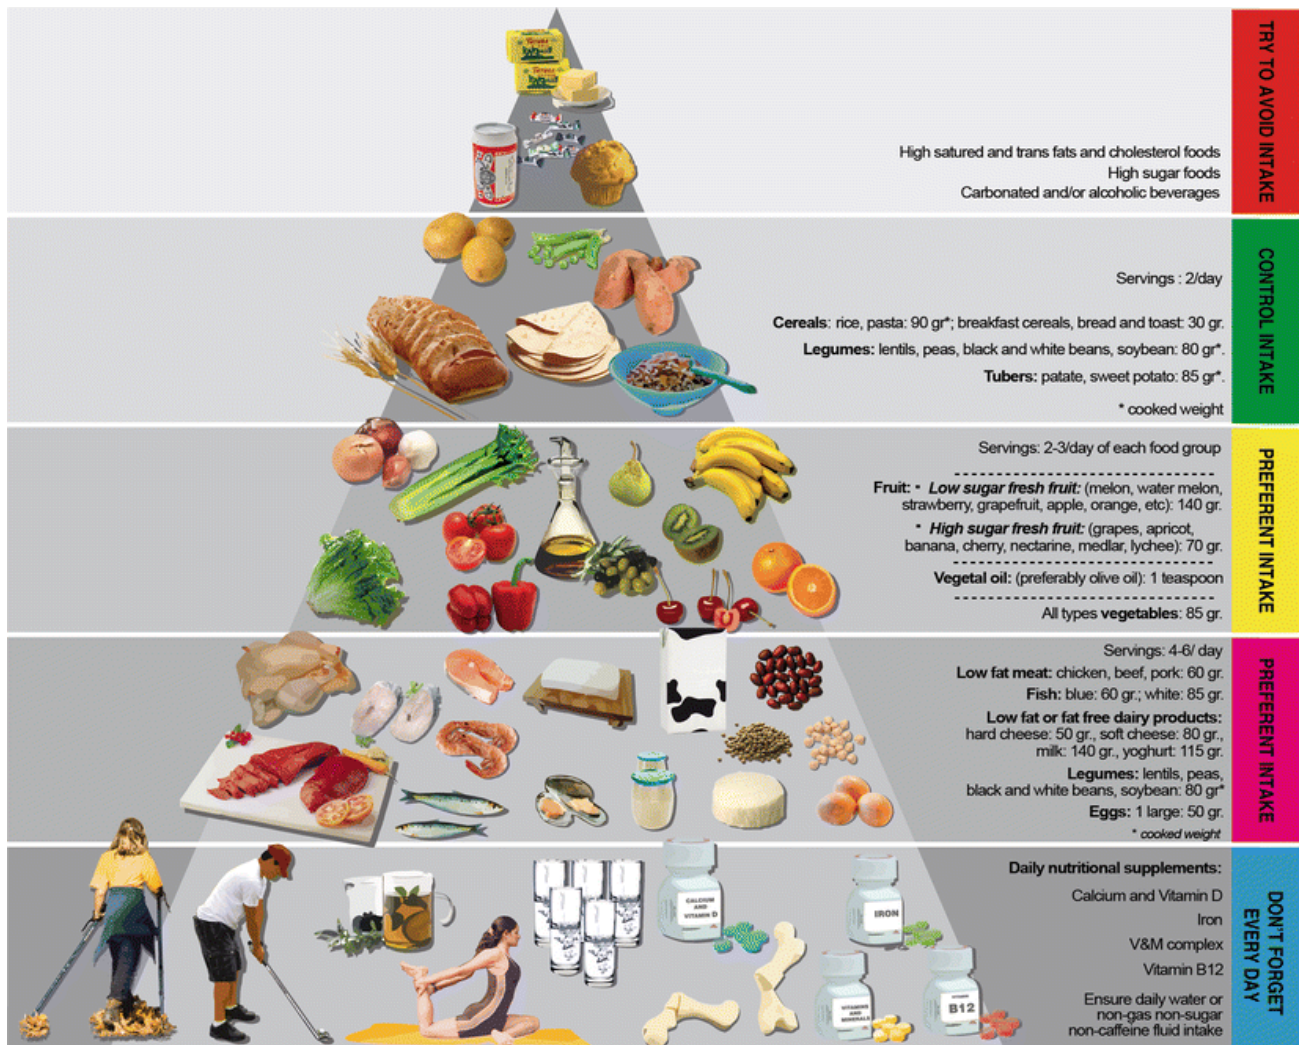 TRY TO AVOID INTAKE
High satured and trans fats and cholesterol foods
High sugar foods
Carbonated and/or alcoholic beverages
CONTROL INTAKE
Servings : 2/day
Cereals: rice, pasta: 90 gr*; breakfast cereals, bread and toast: 30 gr.
Legumes: lentils, peas, black and white beans, soybean: 80 gr*.
Tubers: patate, sweet potato: 85 gr*.
* cooked weight
PREFERENT INTAKE
Servings: 2-3/day of each food group
Fruit: • Low sugar fresh fruit: (melon, water melon,
strawberry, grapefruit, apple, orange, etc): 140 gr.
• High sugar fresh fruit: (grapes, apricot,
banana, cherry, nectarine, medlar, lychee): 70 gr.
Vegetal oil: (preferably olive oil): 1 teaspoon
All types vegetables: 85 gr.
PREFERENT INTAKE
Servings: 4-6/ day
Low fat meat: chicken, beef, pork: 60 gr.
Fish: blue: 60 gr.; white: 85 gr.
Low fat or fat free dairy products:
hard cheese: 50 gr., soft cheese: 80 gr.,
milk: 140 gr., yoghurt: 115 gr.
Legumes: lentils, peas,
black and white beans, soybean: 80 gr*
Eggs: 1 large: 50 gr.
* cooked weight
DON'T FORGET
EVERY DAY
Daily nutritional supplements:
Calcium and Vitamin D
Iron
V&M complex
Vitamin B12
Ensure daily water or
non-gas non-sugar
non-caffeine fluid intake
CALCIUM
AND
VITAMIN D
IRON
VITAMINS
AND
MINERALS
VITAMIN
B12